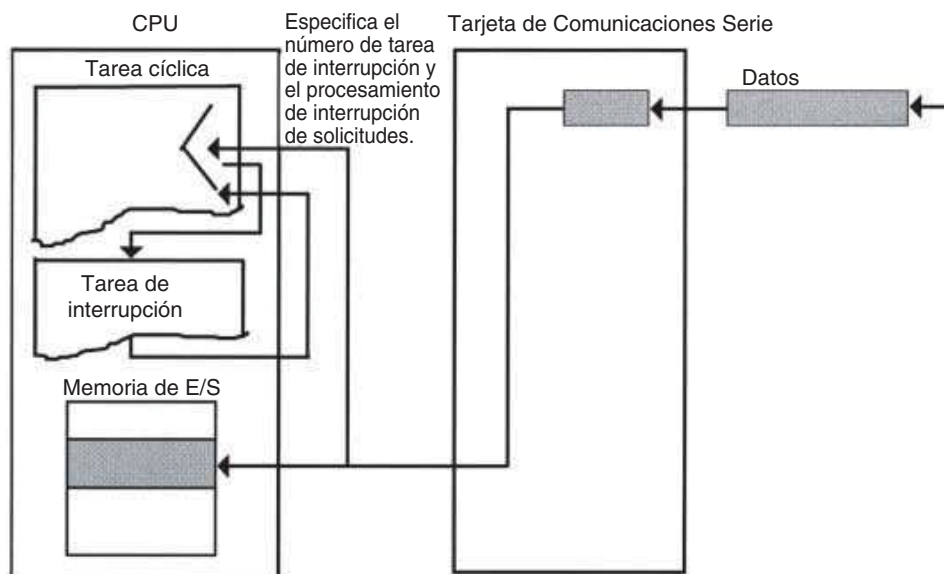 CPU
Especifica el
número de tarea
de interrupción y
el procesamiento
de interrupción
de solicitudes.
Tarjeta de Comunicaciones Serie
Tarea cíclica
Datos
Tarea de
interrupción
Memoria de E/S